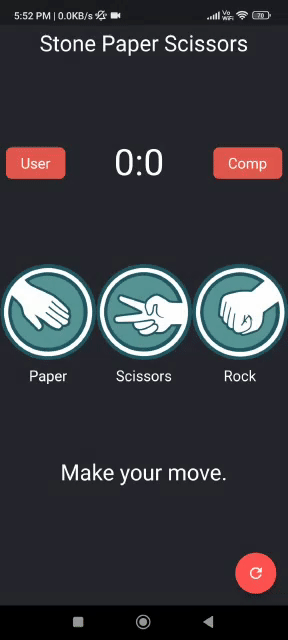 5:52 PM | 0.0KB/s
Vo
WiFi
70
Stone Paper Scissors
User
0:0
Comp
Paper
Scissors
Rock
Make your move.